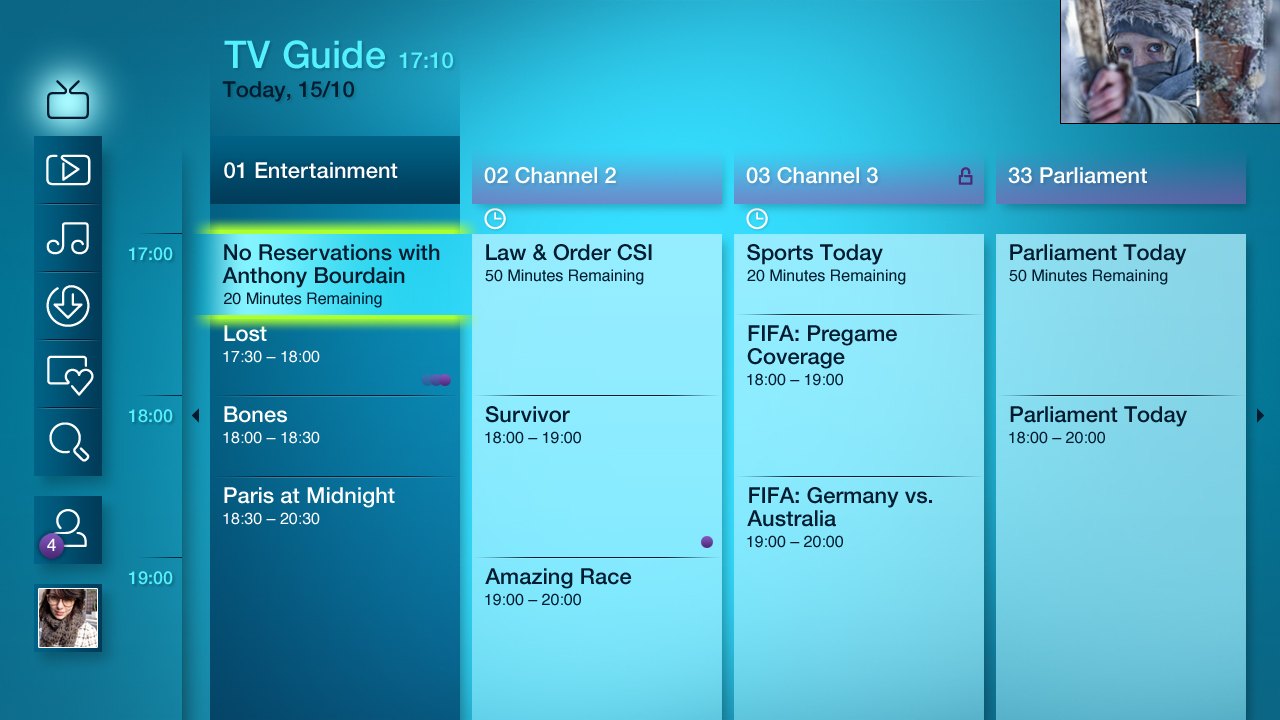 TV Guide 17:10
Today, 15/10
01 Entertainment
02 Channel 2
03 Channel 3
33 Parliament
17:00
18:00
19:00
4
No Reservations with
Anthony Bourdain
20 Minutes Remaining
Lost
17:30 – 18:00
Bones
18:00 – 18:30
Paris at Midnight
18:30 – 20:30
Law & Order CSI
50 Minutes Remaining
Survivor
18:00 – 19:00
Amazing Race
19:00 – 20:00
Sports Today
20 Minutes Remaining
FIFA: Pregame
Coverage
18:00 – 19:00
FIFA: Germany vs.
Australia
19:00 – 20:00
Parliament Today
50 Minutes Remaining
Parliament Today
18:00 – 20:00